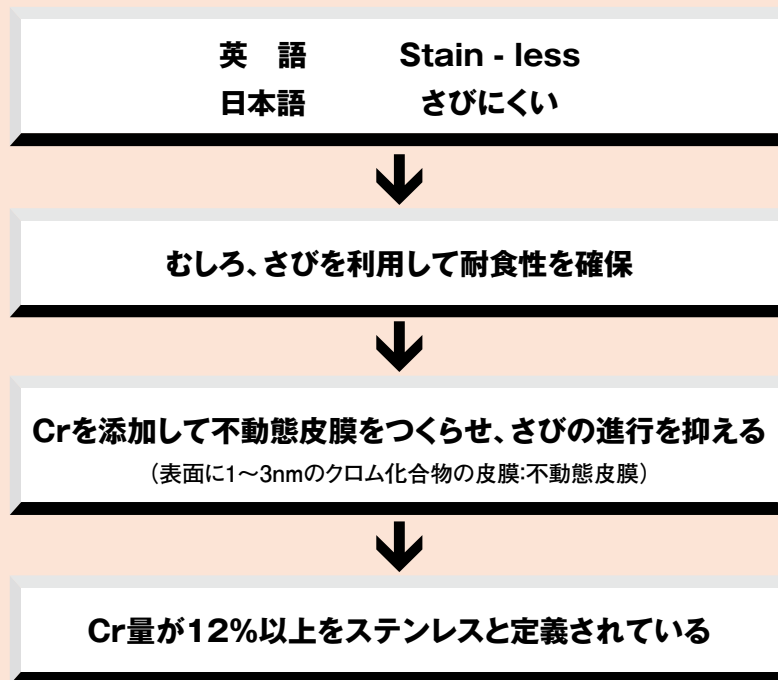 英　語　Stain - less
日本語　さびにくい
むしろ、さびを利用して耐食性を確保
Crを添加して不動態皮膜をつくらせ、さびの進行を抑える
(表面に1〜3nmのクロム化合物の皮膜:不動態皮膜)
Cr量が12%以上をステンレスと定義されている